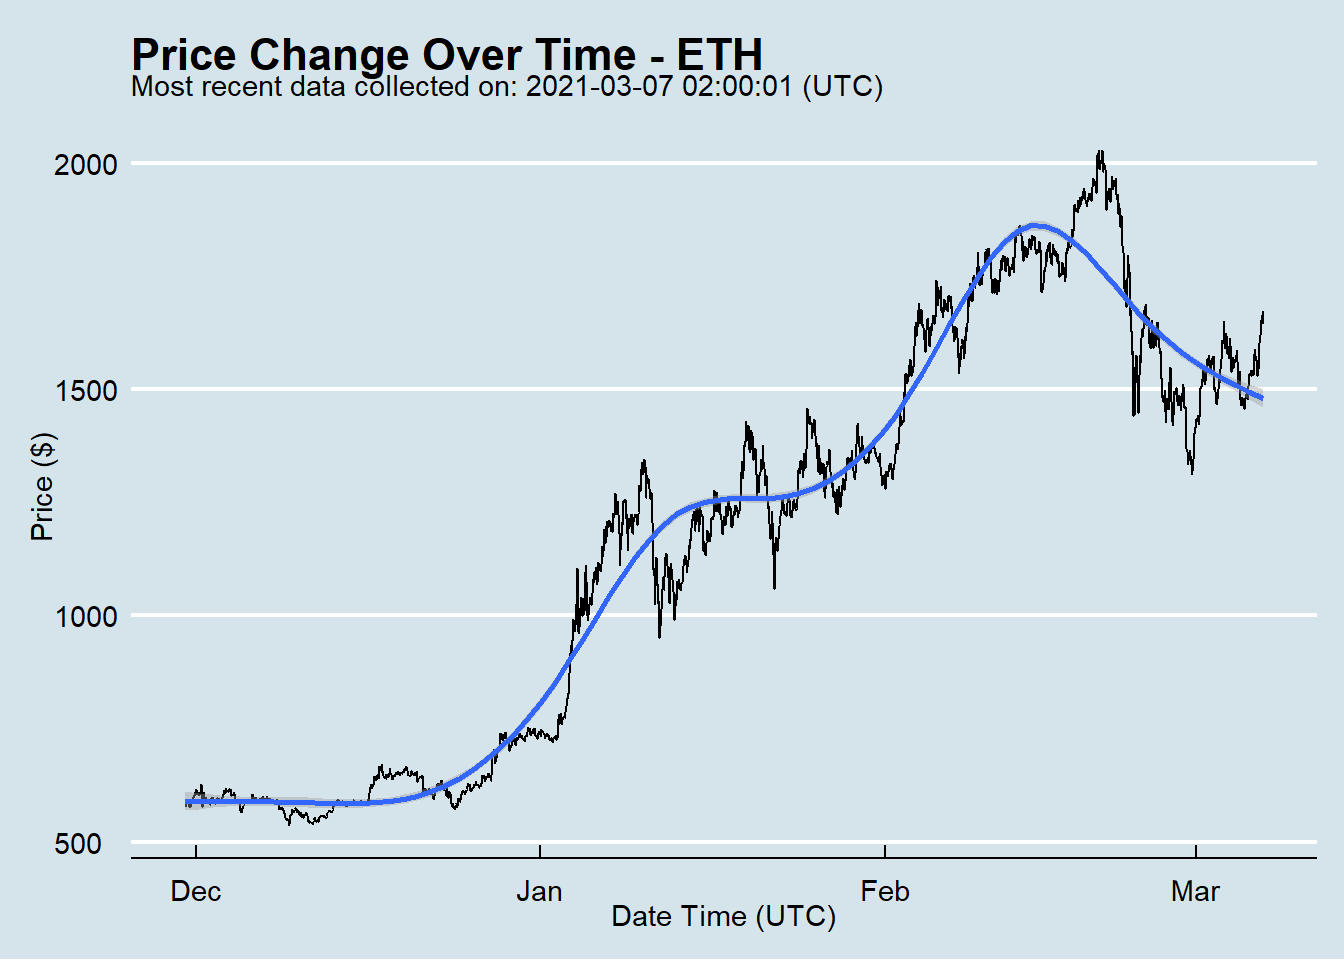 Price Change Over Time - ETH
Most recent data collected on: 2021-03-07 02:00:01 (UTC)
2000
1500
1000
500
Price ($)
Dec Jan Feb Mar
Date Time (UTC)